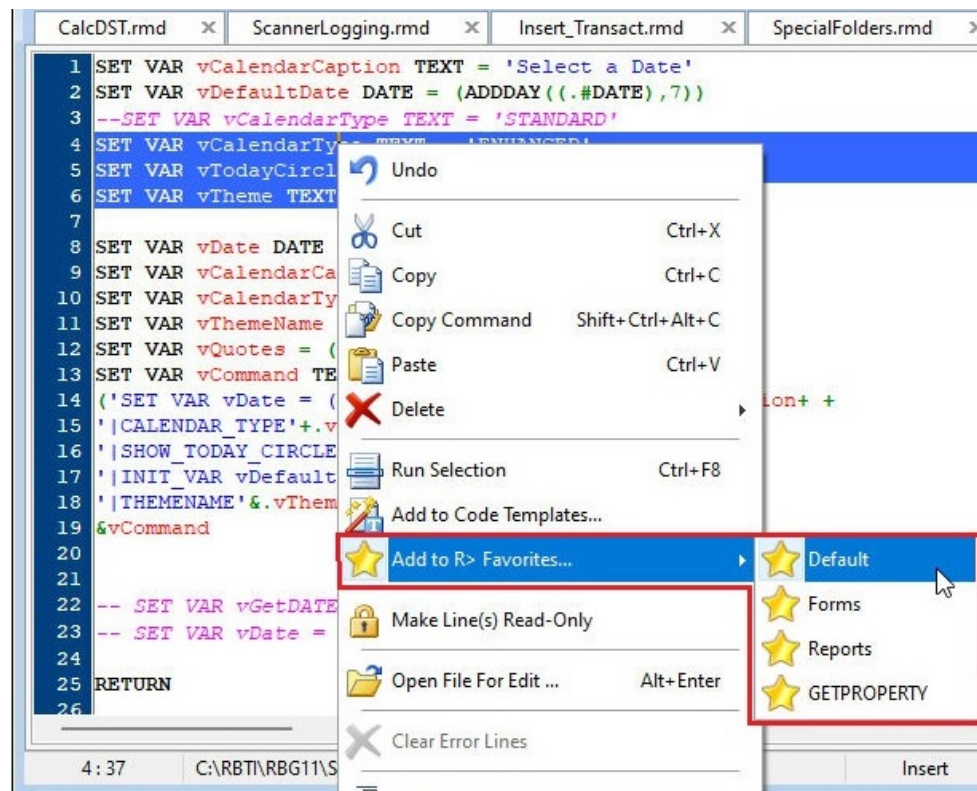 CalcDST.rmd
ScannerLogging.rmd
Insert_Transact.rmd
SpecialFolders.rmd
1 SET VAR vCalendarCaption TEXT = 'Select a Date'
2 SET VAR vDefaultDate DATE = (ADDDAY((.#DATE),7))
3 --SET VAR vCalendarType TEXT = 'STANDARD'
4 SET VAR vCalendarType TEXT = 'ENHANCED'
5 SET VAR vTodayCircl
6 SET VAR vTheme TEXT
7
8 SET VAR vDate DATE
9 SET VAR vCalendarCa
10 SET VAR vCalendarTy
11 SET VAR vThemeName
12 SET VAR vQuotes = (
13 SET VAR vCommand TE
14 ('SET VAR vDate = ( ion+ +
15 '|CALENDAR_TYPE'+.v
16 '|SHOW_TODAY_CIRCLE
17 '|INIT_VAR vDefault
18 '|THEMENAME'&.vThem
19 &vCommand
20
21
22 -- SET VAR vGetDATE
23 -- SET VAR vDate =
24
25 RETURN
26
Undo
Cut Ctrl+X
Copy Ctrl+C
Copy Command Shift+Ctrl+Alt+C
Paste Ctrl+V
Delete
Run Selection Ctrl+F8
Add to Code Templates...
Add to R> Favorites...
Make Line(s) Read-Only
Open File For Edit ... Alt+Enter
Clear Error Lines
Default
Forms
Reports
GETPROPERTY
4: 37 C:\RBTI\RBG11\S Insert